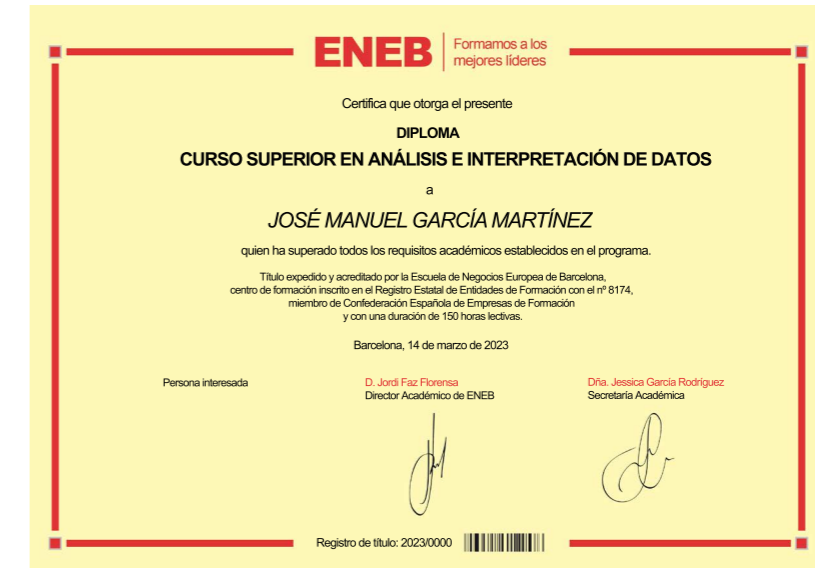 ENEB
Formamos a los
mejores líderes
Certifica que otorga el presente
DIPLOMA
CURSO SUPERIOR EN ANÁLISIS E INTERPRETACIÓN DE DATOS
a
JOSÉ MANUEL GARCÍA MARTÍNEZ
quien ha superado todos los requisitos académicos establecidos en el programa.
Título expedido y acreditado por la Escuela de Negocios Europea de Barcelona,
centro de formación inscrito en el Registro Estatal de Entidades de Formación con el nº 8174,
miembro de Confederación Española de Empresas de Formación
y con una duración de 150 horas lectivas.
Barcelona, 14 de marzo de 2023
Persona interesada
D. Jordi Faz Florensa
Director Académico de ENEB
Dña. Jessica García Rodríguez
Secretaría Académica
Registro de título: 2023/0000